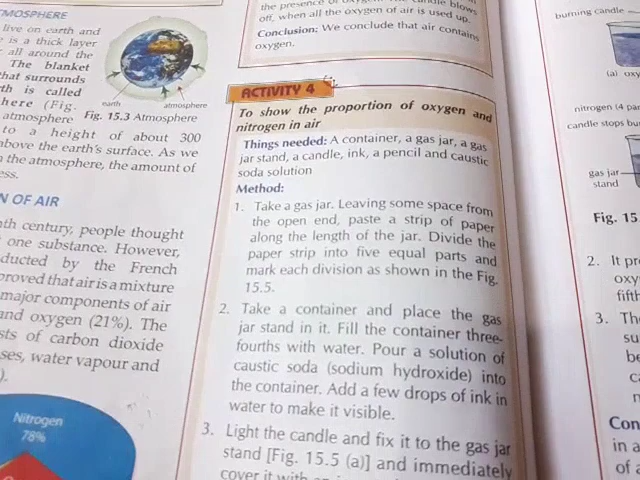 TMOSPHERE
live on earth and
is a thick layer
all around the
The blanket
that surrounds
th is called
here (Fig.
atmosphere
to a height of about 300
above the earth's surface. As we
the atmosphere, the amount of
ess.
earth
atmosphere
Fig. 15.3 Atmosphere
N OF AIR
nth century, people thought
one substance. However,
ducted by the French
proved that air is a mixture
major components of air
and oxygen (21%). The
sts of carbon dioxide
ses, water vapour and
).
Nitrogen
78%
the presence of oxygen. The candle blows
off, when all the oxygen of air is used up.
Conclusion: We conclude that air contains
oxygen.
ACTIVITY 4
To show the proportion of oxygen and
nitrogen in air
Things needed: A container, a gas jar, a gas
jar stand, a candle, ink, a pencil and caustic
soda solution
Method:
1. Take a gas jar. Leaving some space from
the open end, paste a strip of paper
along the length of the jar. Divide the
paper strip into five equal parts and
mark each division as shown in the Fig.
15.5.
2. Take a container and place the gas
jar stand in it. Fill the container three-
fourths with water. Pour a solution of
caustic soda (sodium hydroxide) into
the container. Add a few drops of ink in
water to make it visible.
3. Light the candle and fix it to the gas jar
stand [Fig. 15.5 (a)] and immediately
cover it with
burning candle
(a) oxy
nitrogen (4 par
candle stops bu
gas jar
stand
Fig. 15
2. It pr
oxy
fifth
3. Th
su
be
ca
Con
in a
of a